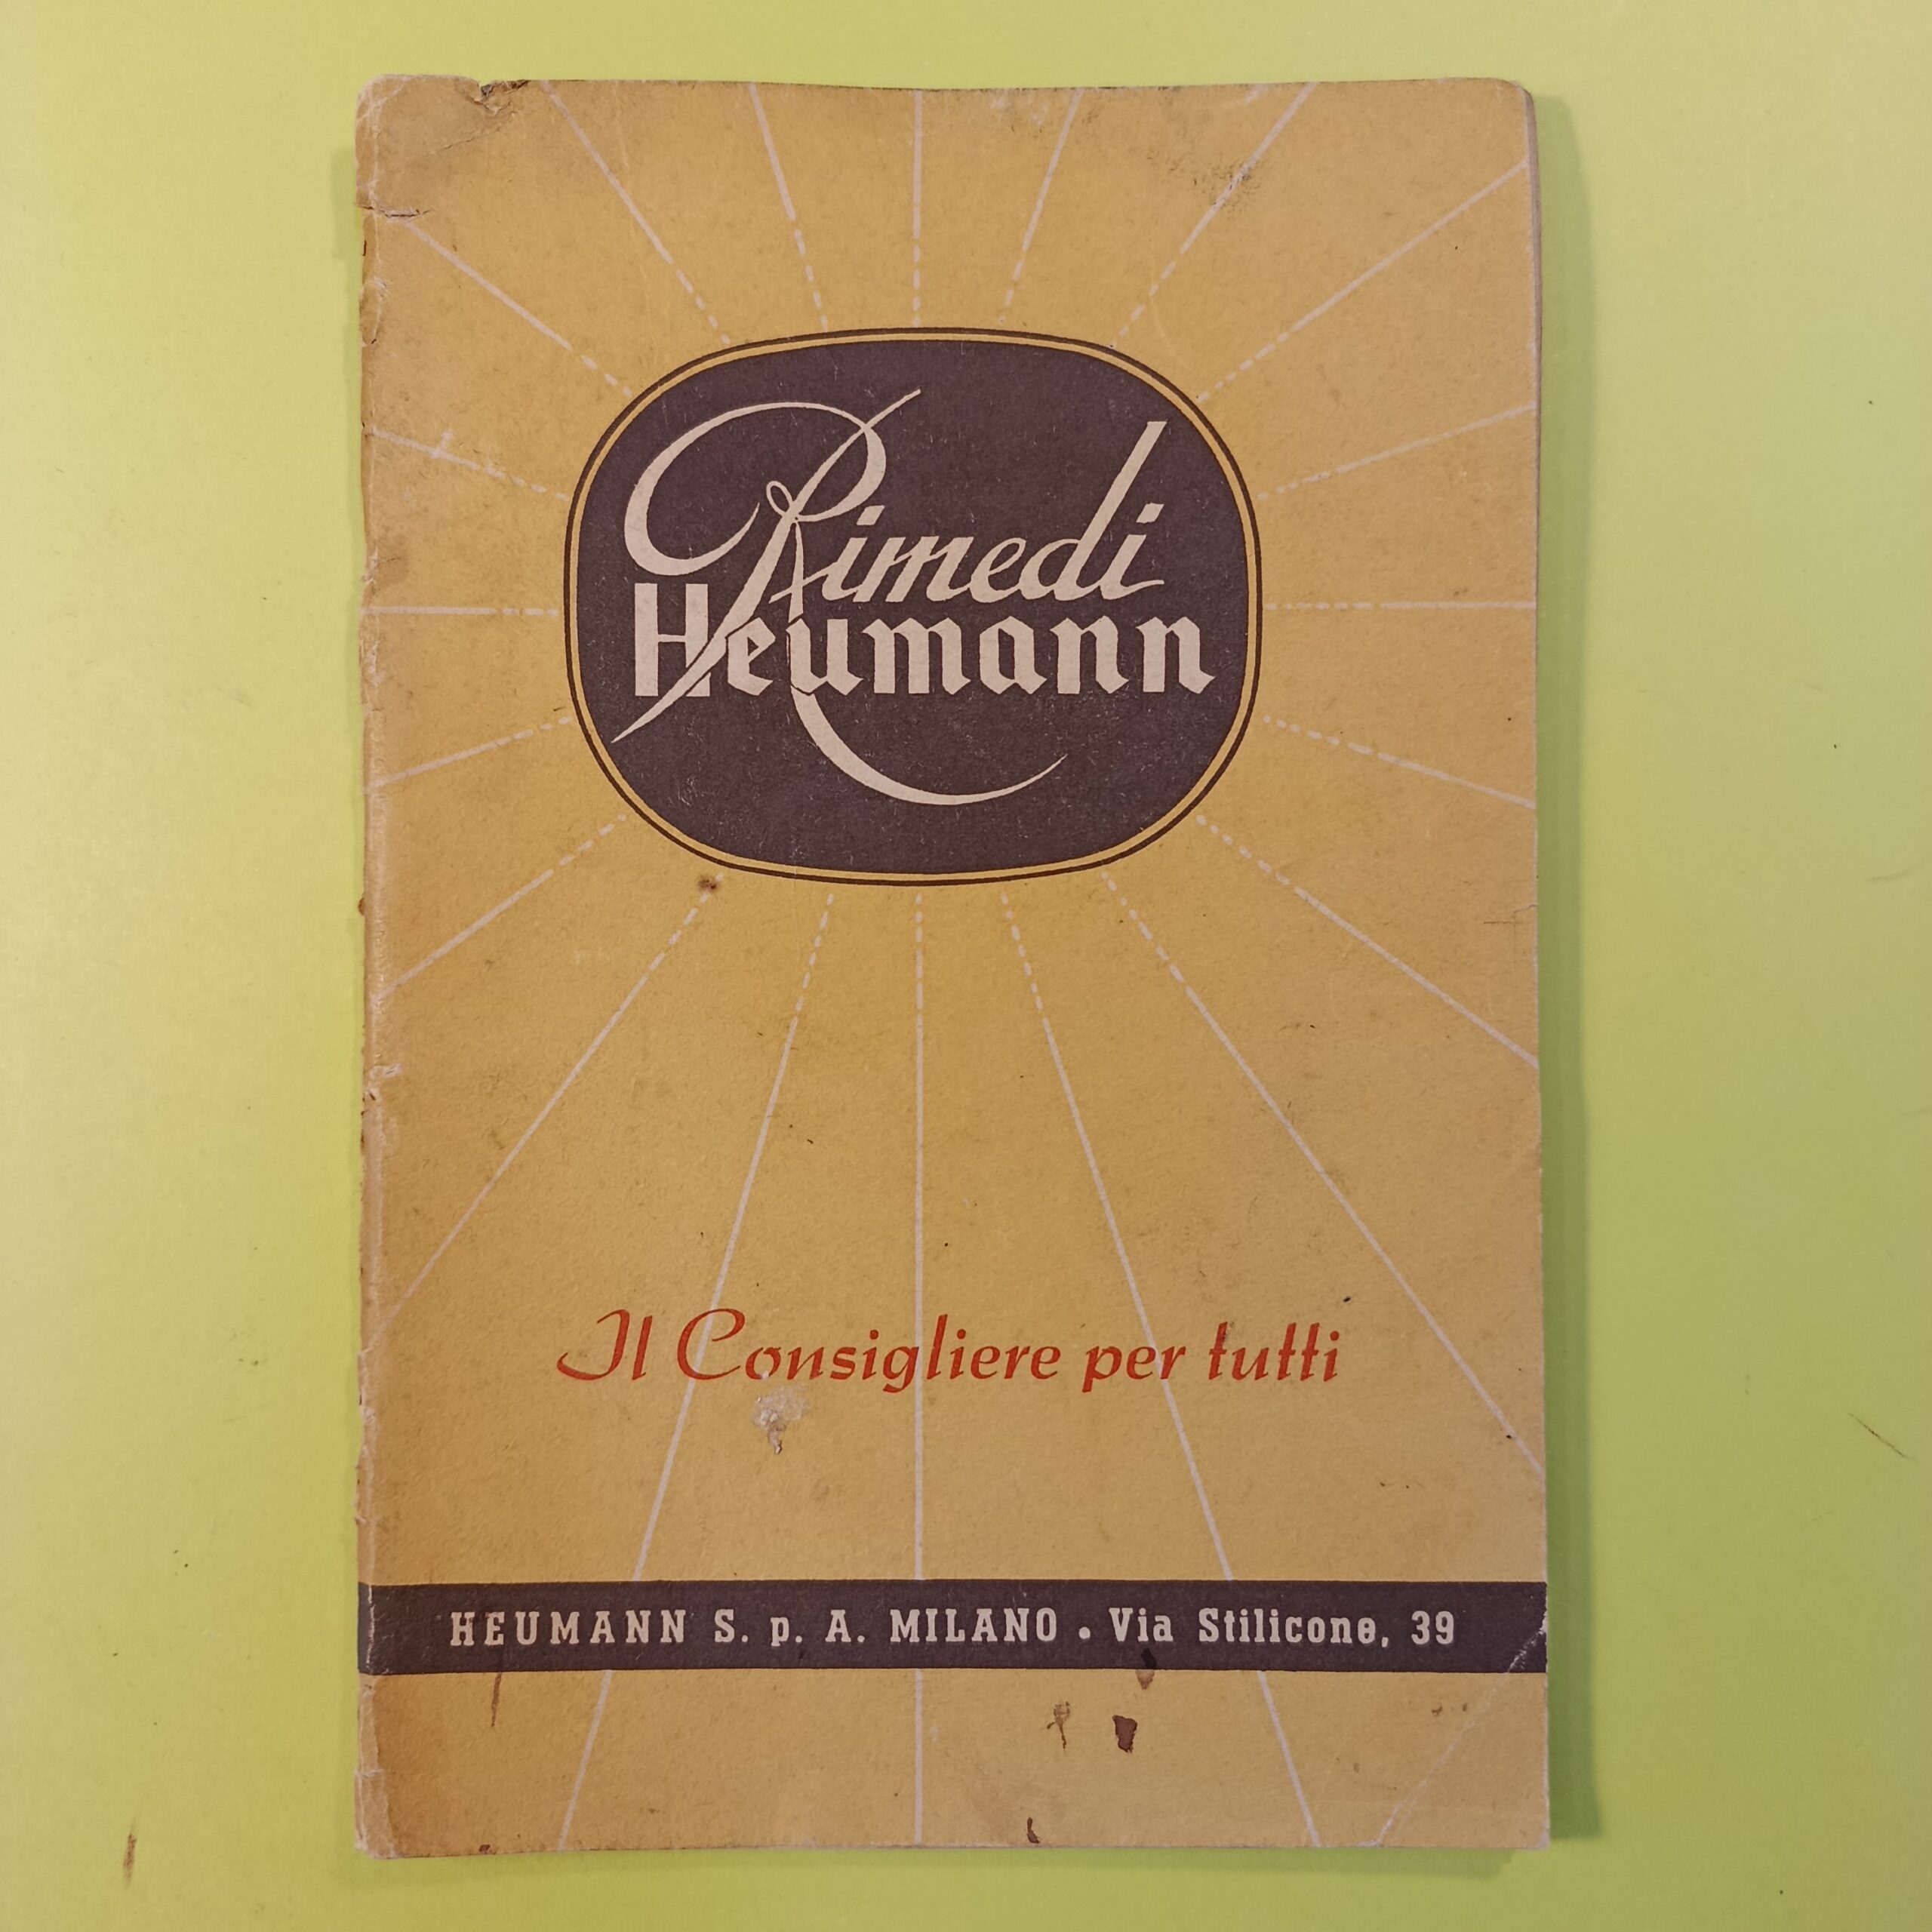 Rimedi
Heumann
Il Consigliere per tutti
HEUMANN S. p. A. MILANO • Via Stilicone, 39